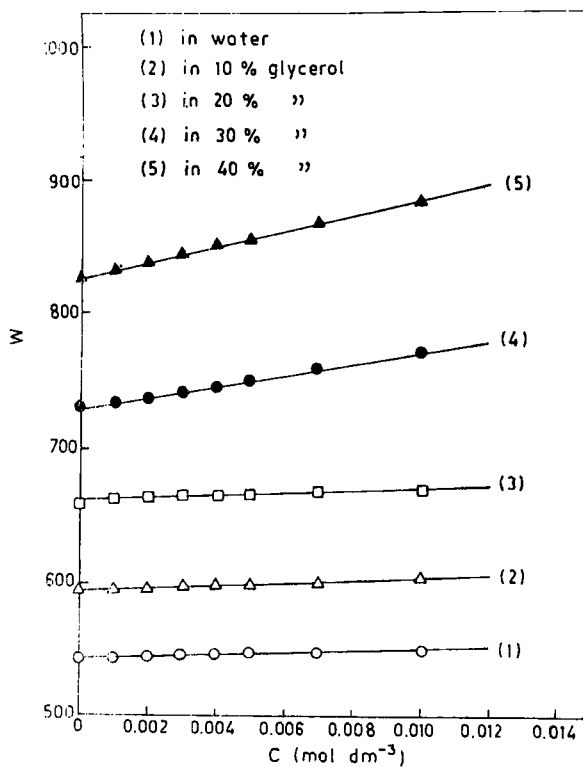 1000
(1) in water
(2) in 10 % glycerol
(3) in 20 % "
(4) in 30 % "
(5) in 40 % "
900
(5)
800
W
(4)
700
(3)
600
(2)
(1)
500
0 0.002 0.004 0.006 0.008 0.010 0.012 0.014
C (mol dm⁻³)